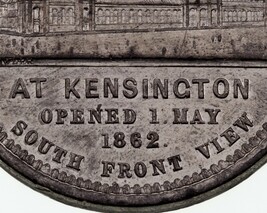 AT KENSINGTON
OPENED 1. MAY
1862.
SOUTH FRONT VIEW